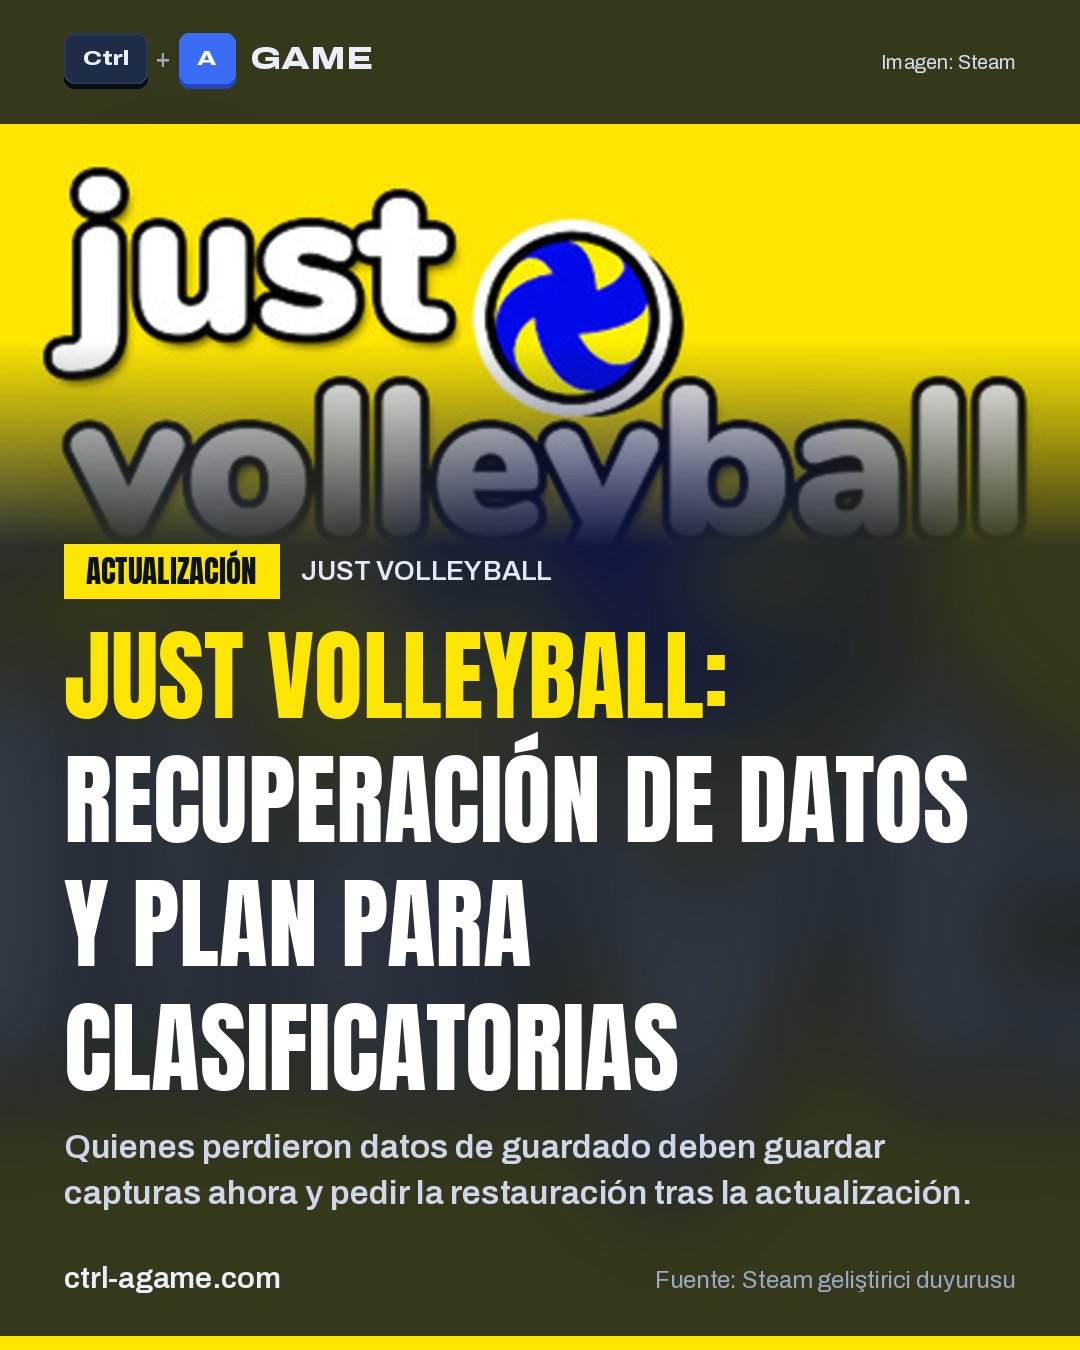 Ctrl + A GAME
Imagen: Steam
just
volleyball
ACTUALIZACIÓN JUST VOLLEYBALL
JUST VOLLEYBALL:
RECUPERACIÓN DE DATOS
Y PLAN PARA
CLASIFICATORIAS
Quienes perdieron datos de guardado deben guardar
capturas ahora y pedir la restauración tras la actualización.
ctrl-agame.com
Fuente: Steam geliştirici duyurusu